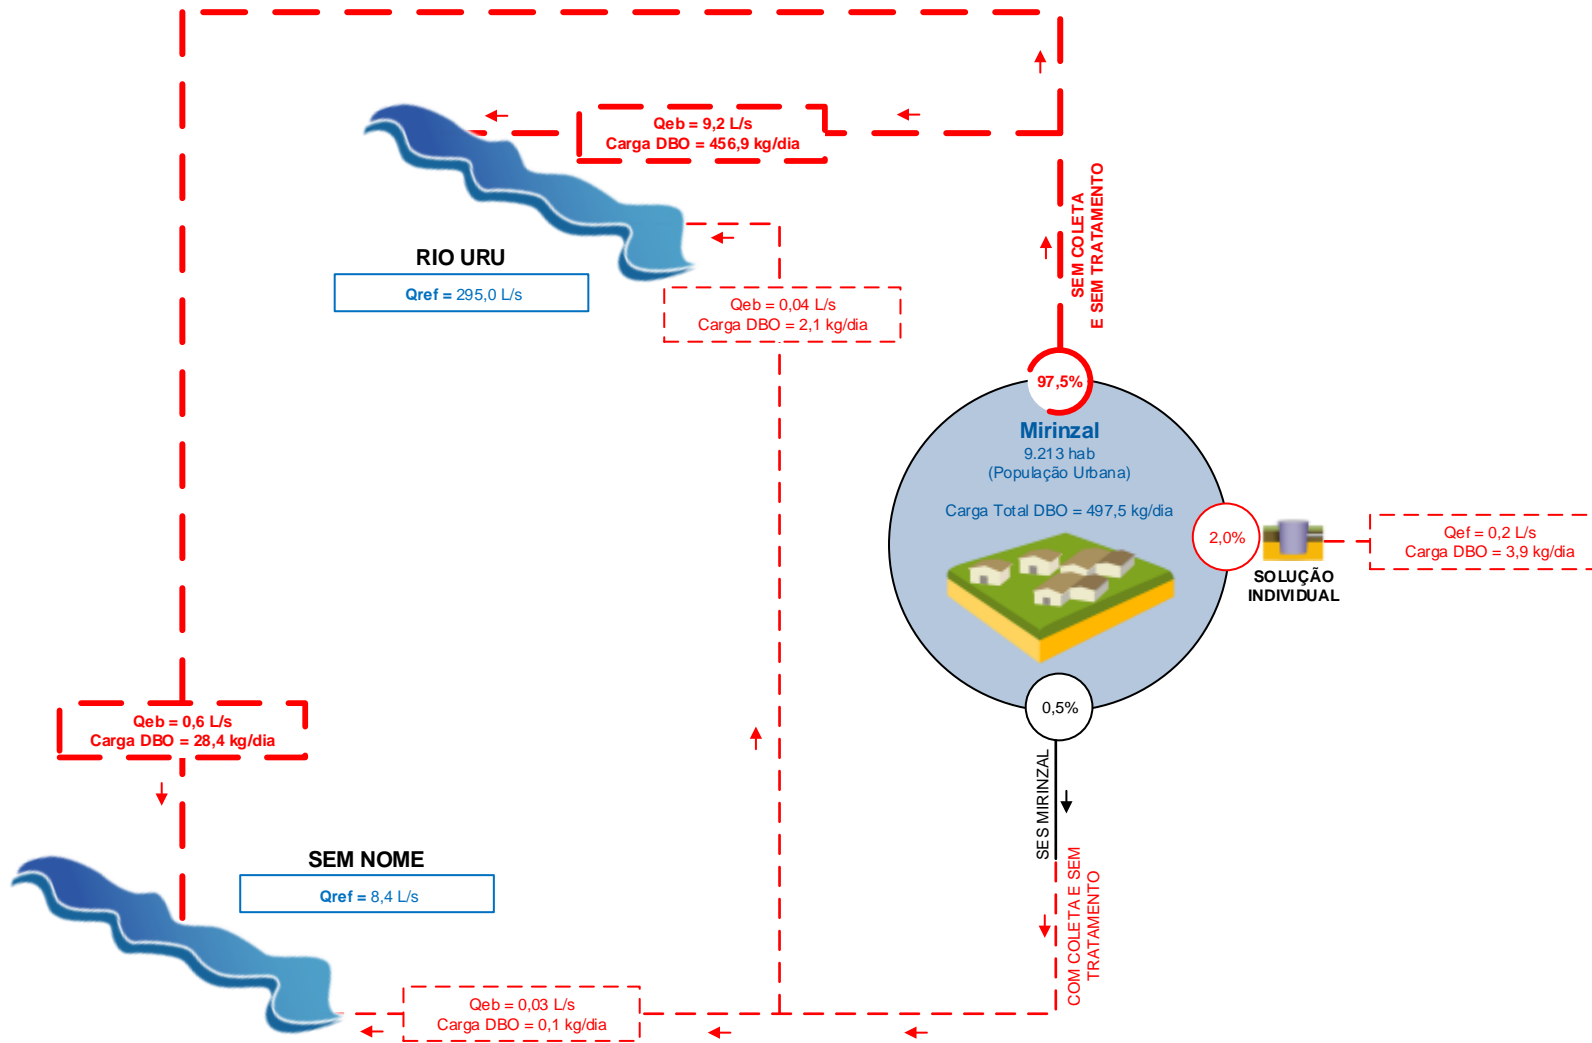 Qeb = 9,2 L/s
Carga DBO = 456,9 kg/dia
SEM COLETA
E SEM TRATAMENTO
RIO URU
Qref = 295,0 L/s
Qeb = 0,04 L/s
Carga DBO = 2,1 kg/dia
97,5%
Mirinzal
9.213 hab
(População Urbana)
Carga Total DBO = 497,5 kg/dia
2,0%
SOLUÇÃO
INDIVIDUAL
Qef = 0,2 L/s
Carga DBO = 3,9 kg/dia
0,5%
SES MIRINZAL
COM COLETA E SEM
TRATAMENTO
Qeb = 0,6 L/s
Carga DBO = 28,4 kg/dia
SEM NOME
Qref = 8,4 L/s
Qeb = 0,03 L/s
Carga DBO = 0,1 kg/dia